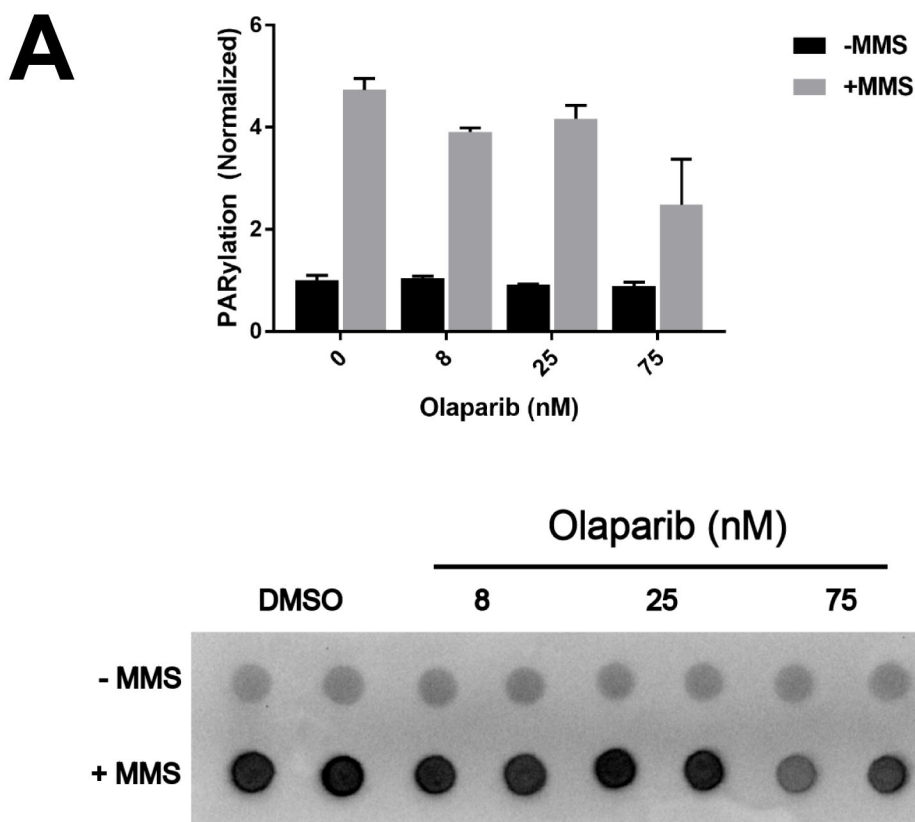 A
6
4
2
0
PARylation (Normalized)
-MMS
+MMS
0 8 25 75
Olaparib (nM)
Olaparib (nM)
DMSO 8 25 75
- MMS
+ MMS